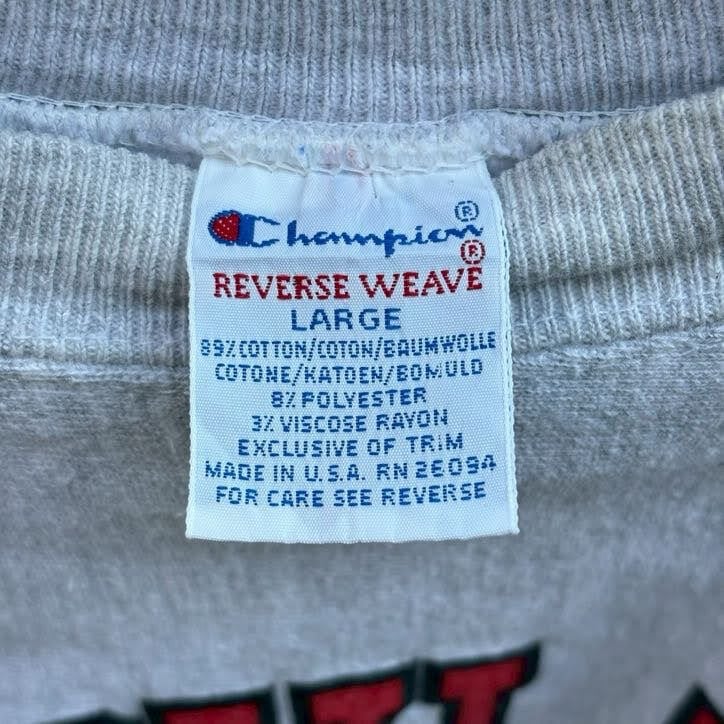 Champion®
®
REVERSE WEAVE
LARGE
89% COTTON/COTON/BAUMWOLLE
COTONE/KATOEN/BOMULD
8% POLYESTER
3% VISCOSE RAYON
EXCLUSIVE OF TRIM
MADE IN U.S.A. RN 26094
FOR CARE SEE REVERSE